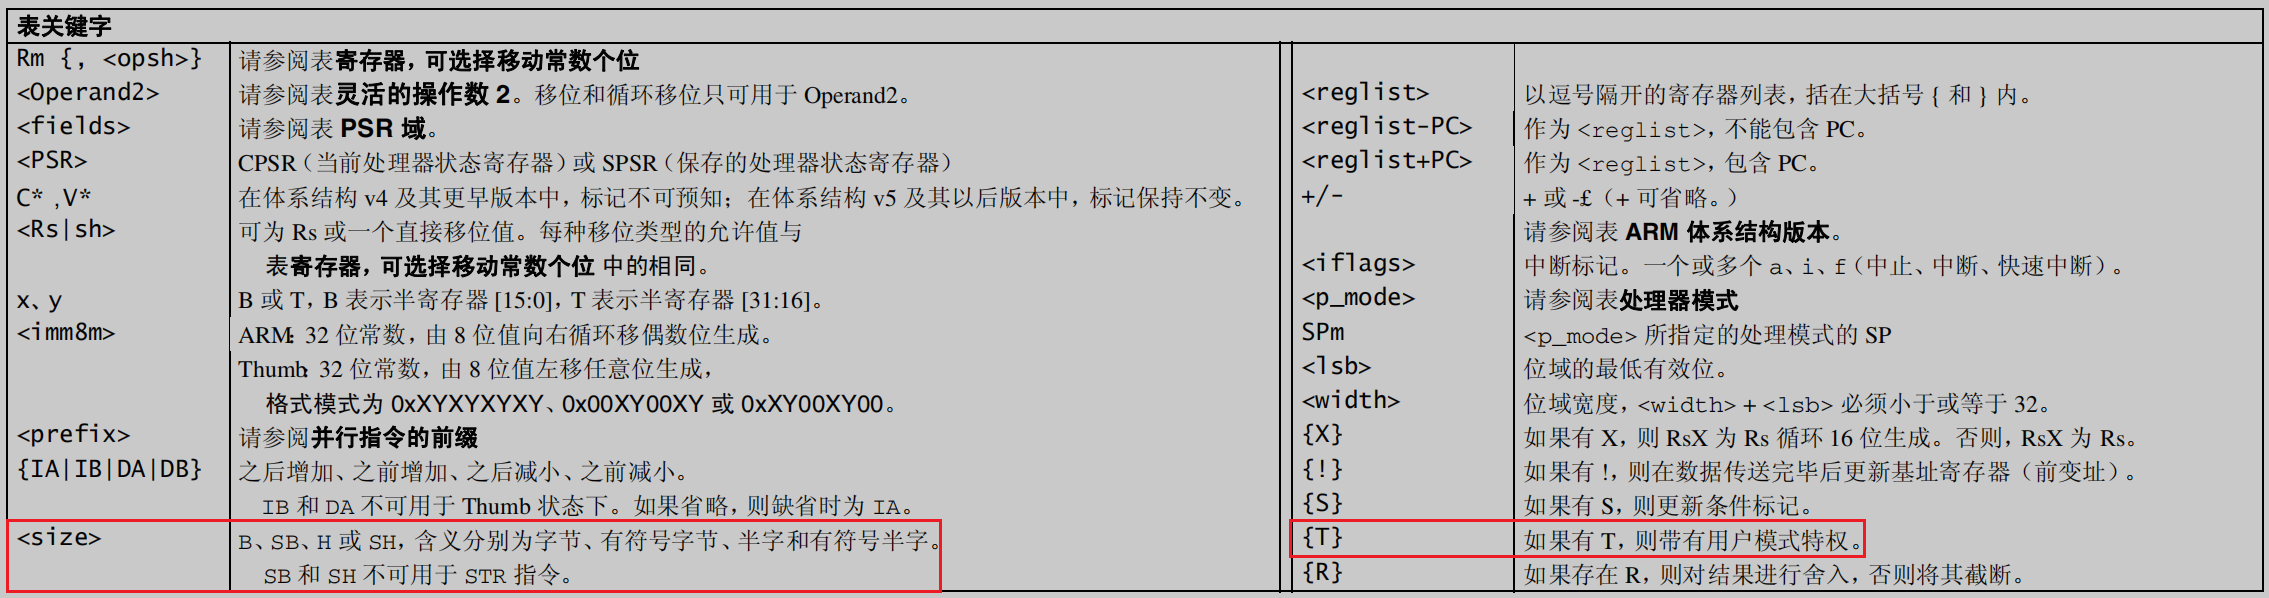 表关键字
Rm {, <opsh>} 请参阅表寄存器，可选择移动常数个位
<Operand2> 请参阅表灵活的操作数 2。移位和循环移位只可用于 Operand2。
<fields> 请参阅表 PSR 域。
<PSR> CPSR（当前处理器状态寄存器）或 SPSR（保存的处理器状态寄存器）
C* ,V* 在体系结构 v4 及其更早版本中，标记不可预知；在体系结构 v5 及其以后版本中，标记保持不变。
<Rs|sh> 可为 Rs 或一个直接移位值。每种移位类型的允许值与
表寄存器，可选择移动常数个位 中的相同。
x、y B 或 T，B 表示半寄存器 [15:0]，T 表示半寄存器 [31:16]。
<imm8m> ARM: 32 位常数，由 8 位值向右循环移偶数位生成。
Thumb: 32 位常数，由 8 位值左移任意位生成，
格式模式为 0xXYXYXYXY、0x00XY00XY 或 0xXY00XY00。
<prefix> 请参阅并行指令的前缀
{IA|IB|DA|DB} 之后增加、之前增加、之后减小、之前减小。
IB 和 DA 不可用于 Thumb 状态下。如果省略，则缺省时为 IA。
<size> B、SB、H 或 SH，含义分别为字节、有符号字节、半字和有符号半字。
SB 和 SH 不可用于 STR 指令。
<reglist> 以逗号隔开的寄存器列表，括在大括号 { 和 } 内。
<reglist-PC> 作为 <reglist>，不能包含 PC。
<reglist+PC> 作为 <reglist>，包含 PC。
+/- + 或 -£（+ 可省略。）
请参阅表 ARM 体系结构版本。
<iflags> 中断标记。一个或多个 a、i、f（中止、中断、快速中断）。
<p_mode> 请参阅表处理器模式
SPm <p_mode> 所指定的处理模式的 SP
<lsb> 位域的最低有效位。
<width> 位域宽度，<width> + <lsb> 必须小于或等于 32。
{X} 如果有 X，则 RsX 为 Rs 循环 16 位生成。否则，RsX 为 Rs。
{!} 如果有 !，则在数据传送完毕后更新基址寄存器（前变址）。
{S} 如果有 S，则更新条件标记。
{T} 如果有 T，则带有用户模式特权。
{R} 如果存在 R，则对结果进行舍入，否则将其截断。